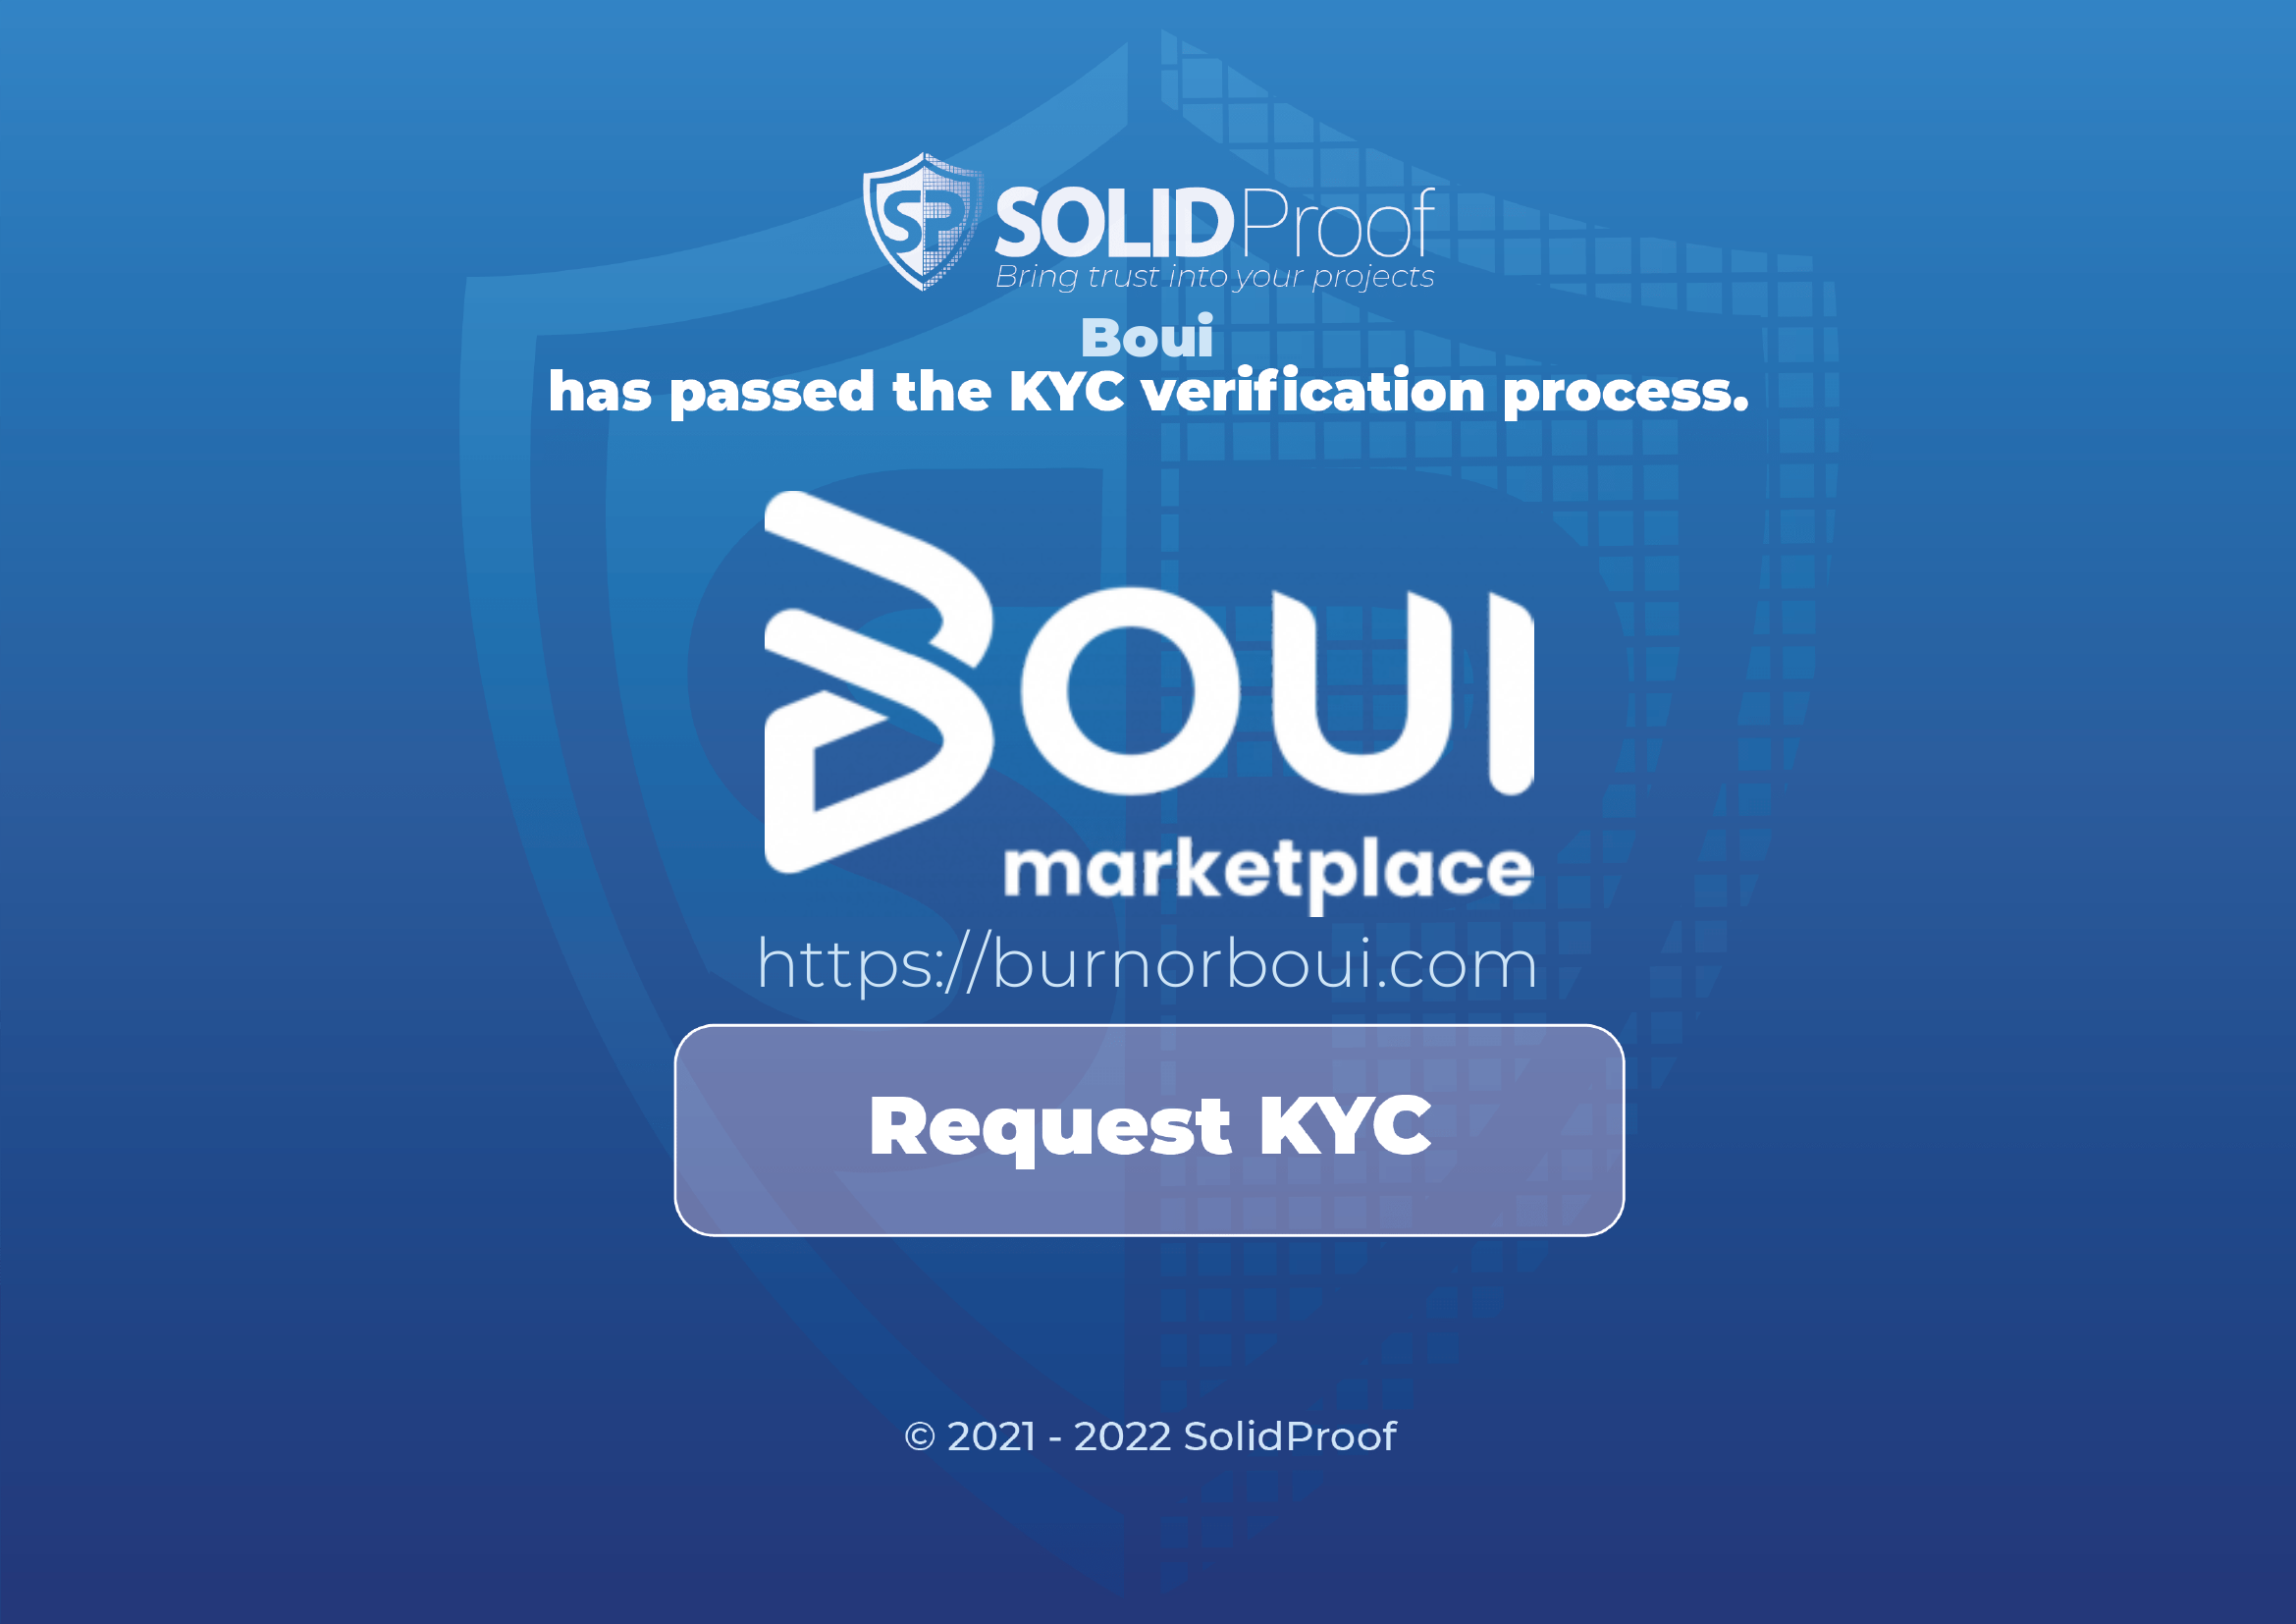 SP SOLIDProof
Bring trust into your projects
Boui
has passed the KYC verification process.
BOUI
marketplace
https://burnorboui.com
Request KYC
© 2021 - 2022 SolidProof